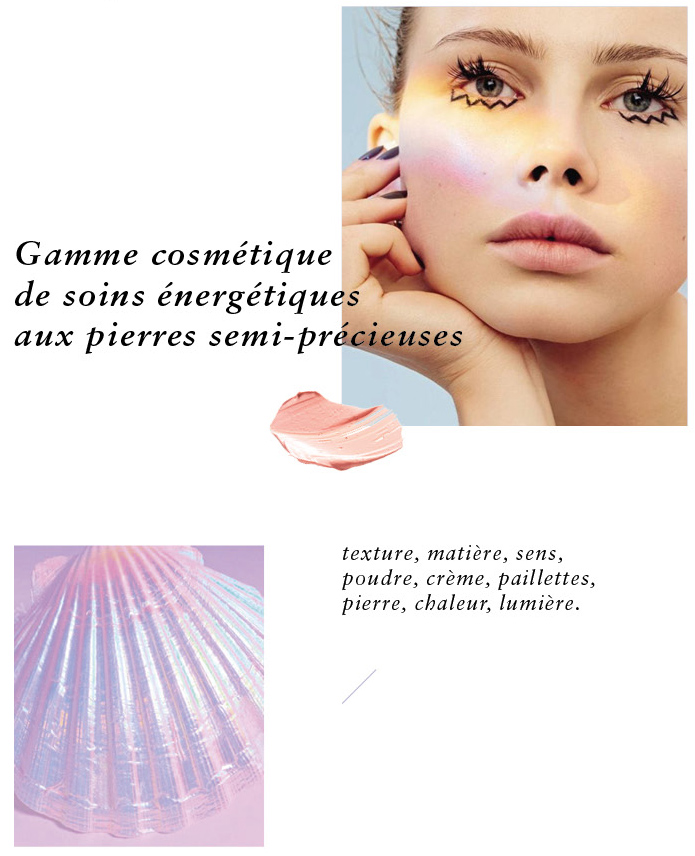 Gamme cosmétique
de soins énergétiques
aux pierres semi-précieuses
texture, matière, sens,
poudre, crème, paillettes,
pierre, chaleur, lumière.